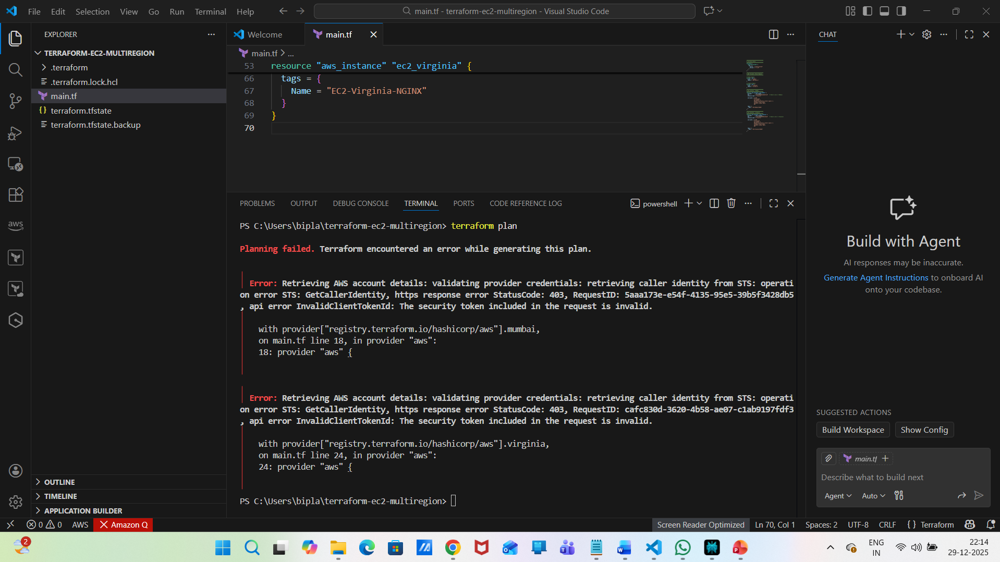 File Edit Selection View Go Run Terminal Help
main.tf - terraform-ec2-multiregion - Visual Studio Code
EXPLORER
TERRAFORM-EC2-MULTIREGION
.terraform
.terraform.lock.hcl
main.tf
terraform.tfstate
terraform.tfstate.backup
aws
OUTLINE
TIMELINE
APPLICATION BUILDER
Welcome main.tf
main.tf > ...
53 resource "aws_instance" "ec2_virginia" {
66 tags = {
67 Name = "EC2-Virginia-NGINX"
68 }
69 }
70
PROBLEMS OUTPUT DEBUG CONSOLE TERMINAL PORTS CODE REFERENCE LOG
powershell
PS C:\Users\bipla\terraform-ec2-multiregion> terraform plan
Planning failed. Terraform encountered an error while generating this plan.
Error: Retrieving AWS account details: validating provider credentials: retrieving caller identity from STS: operati
on error STS: GetCallerIdentity, https response error StatusCode: 403, RequestID: 5aaa173e-e54f-4135-95e5-39b5f3428db5
, api error InvalidClientTokenId: The security token included in the request is invalid.
with provider["registry.terraform.io/hashicorp/aws"].mumbai,
on main.tf line 18, in provider "aws":
18: provider "aws" {
Error: Retrieving AWS account details: validating provider credentials: retrieving caller identity from STS: operati
on error STS: GetCallerIdentity, https response error StatusCode: 403, RequestID: cafc830d-3620-4b58-ae07-c1ab9197fdf3
, api error InvalidClientTokenId: The security token included in the request is invalid.
with provider["registry.terraform.io/hashicorp/aws"].virginia,
on main.tf line 24, in provider "aws":
24: provider "aws" {
PS C:\Users\bipla\terraform-ec2-multiregion>
CHAT
Build with Agent
AI responses may be inaccurate.
Generate Agent Instructions to onboard AI
onto your codebase.
SUGGESTED ACTIONS
Build Workspace Show Config
main.tf
Describe what to build next
Agent Auto
0 0 AWS Amazon Q
Screen Reader Optimized Ln 70, Col 1 Spaces: 2 UTF-8 CRLF {} Terraform
2
ENG
IN
22:14
29-12-2025